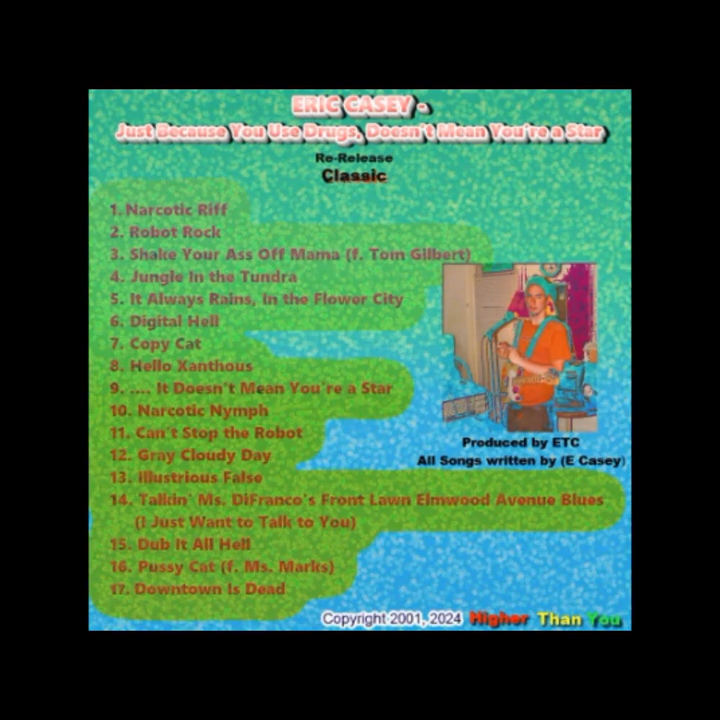 ERIC CASEY -
Just Because You Use Drugs, Doesn't Mean You're a Star
Re-Release
Classic
1. Narcotic Riff
2. Robot Rock
3. Shake Your Ass Off Mama (f. Tom Gilbert)
4. Jungle In the Tundra
5. It Always Rains, In the Flower City
6. Digital Hell
7. Copy Cat
8. Hello Xanthous
9. .... It Doesn't Mean You're a Star
10. Narcotic Nymph
11. Can't Stop the Robot
12. Gray Cloudy Day
13. Illustrious False
14. Talkin' Ms. DiFranco's Front Lawn Elmwood Avenue Blues
(I Just Want to Talk to You)
15. Dub It All Hell
16. Pussy Cat (f. Ms. Marks)
17. Downtown Is Dead
Produced by ETC
All Songs written by (E Casey)
Copyright 2001, 2024 Higher Than You